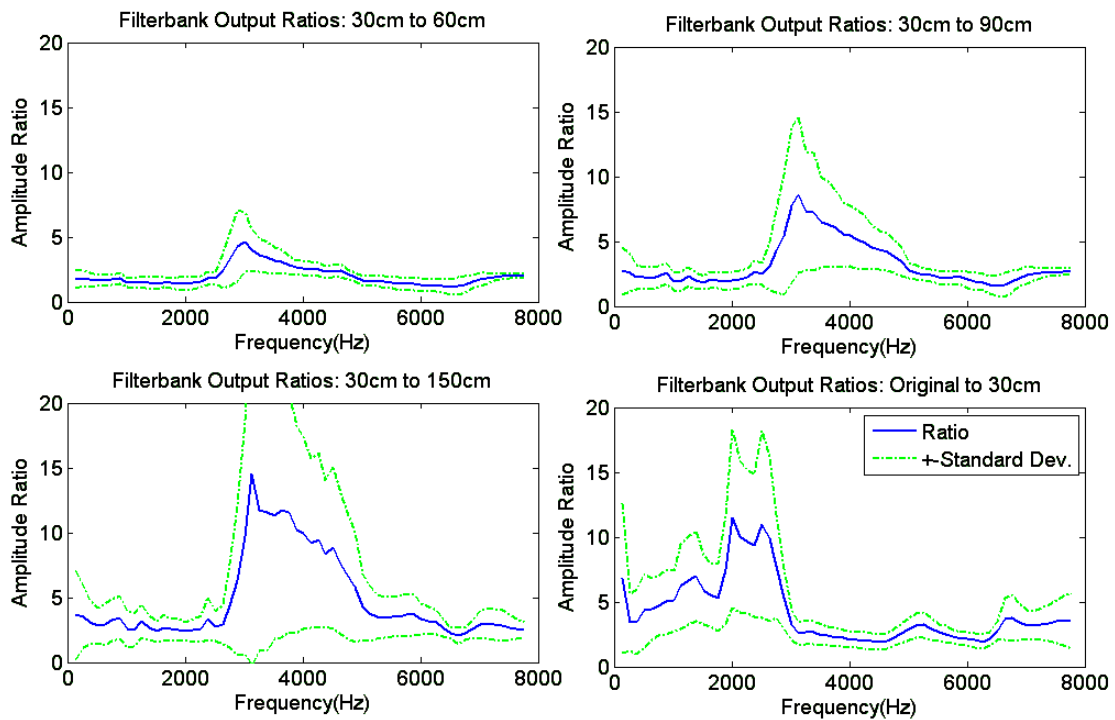 Filterbank Output Ratios: 30cm to 60cm
20
15
10
5
0
Amplitude Ratio
0 2000 4000 6000 8000
Frequency(Hz)
Filterbank Output Ratios: 30cm to 90cm
20
15
10
5
0
Amplitude Ratio
0 2000 4000 6000 8000
Frequency(Hz)
Filterbank Output Ratios: 30cm to 150cm
20
15
10
5
0
Amplitude Ratio
0 2000 4000 6000 8000
Frequency(Hz)
Filterbank Output Ratios: Original to 30cm
20
15
10
5
0
Amplitude Ratio
Ratio
+-Standard Dev.
0 2000 4000 6000 8000
Frequency(Hz)